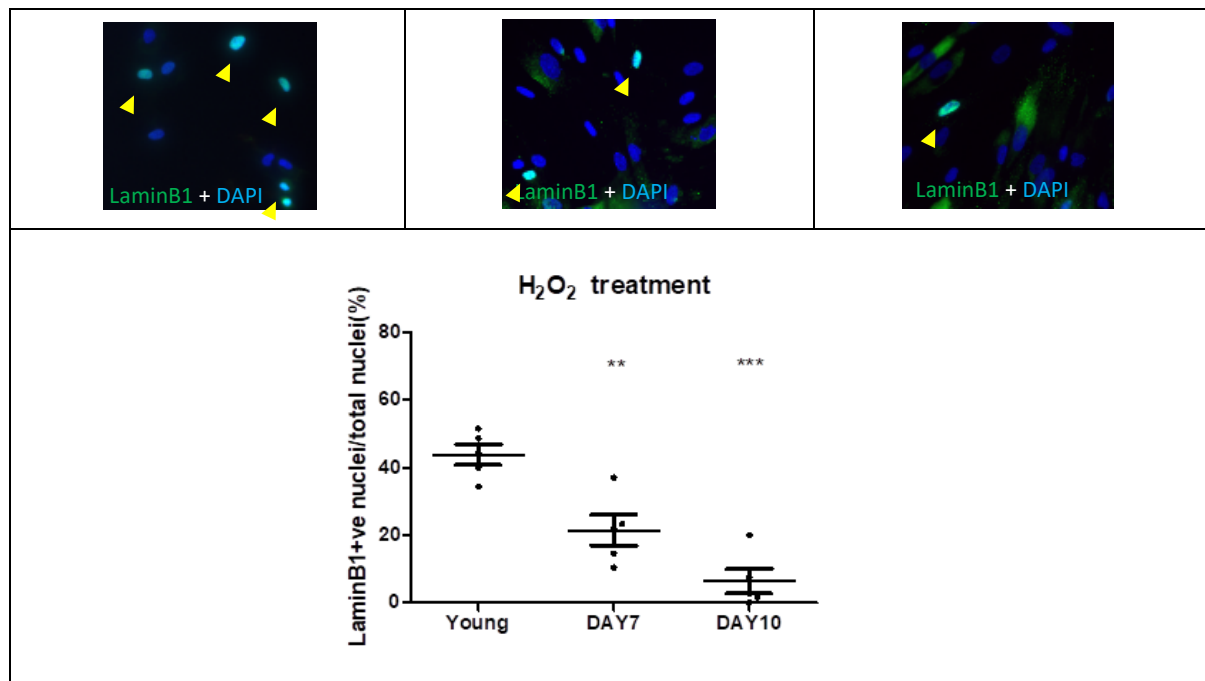 LaminB1 + DAPI
LaminB1 + DAPI
LaminB1 + DAPI
H₂O₂ treatment
LaminB1+ve nuclei/total nuclei(%)
80
60
40
20
0
**
***
Young
DAY7
DAY10